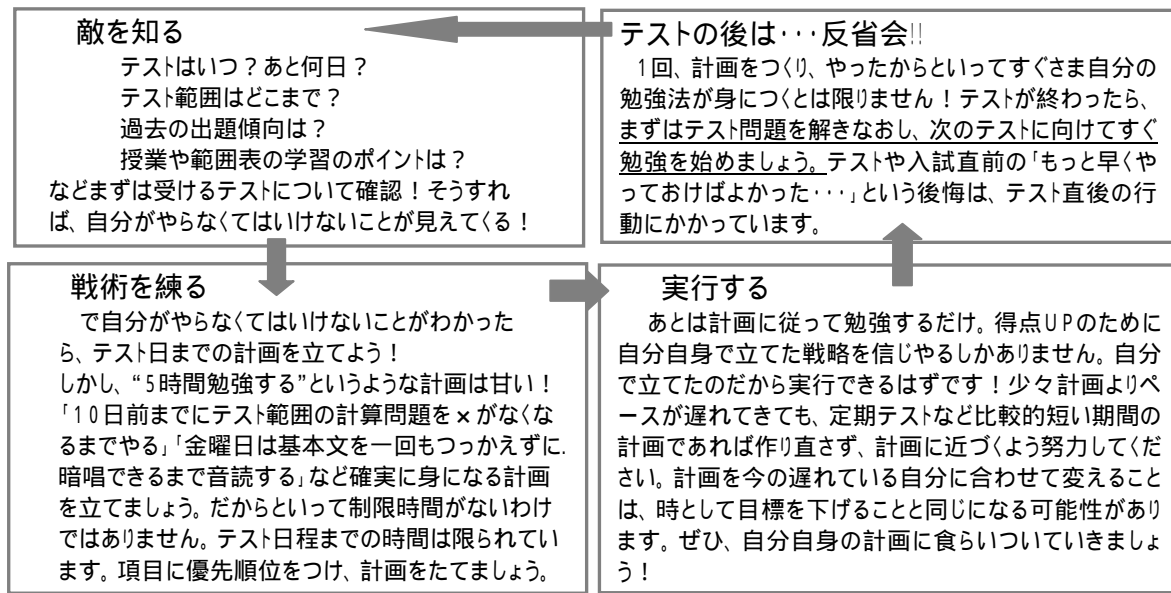 敵を知る
テストはいつ？あと何日？
テスト範囲はどこまで？
過去の出題傾向は？
授業や範囲表の学習のポイントは？
などまずは受けるテストについて確認！そうすれ
ば、自分がやらなくてはいけないことが見えてくる！
戦術を練る
で自分がやらなくてはいけないことがわかった
ら、テスト日までの計画を立てよう！
しかし、“5時間勉強する”というような計画は甘い！
「10日前までにテスト範囲の計算問題を×がなくな
るまでやる」「金曜日は基本文を一回もつっかえずに.
暗唱できるまで音読する」など確実に身になる計画
を立てましょう。だからといって制限時間がないわけ
ではありません。テスト日程までの時間は限られてい
ます。項目に優先順位をつけ、計画をたてましょう。
実行する
あとは計画に従って勉強するだけ。得点UPのために
自分自身で立てた戦略を信じやるしかありません。自分
で立てたのだから実行できるはずです！少々計画よりペ
ースが遅れてきても、定期テストなど比較的短い期間の
計画であれば作り直さず、計画に近づくよう努力してくだ
さい。計画を今の遅れている自分に合わせて変えること
は、時として目標を下げることと同じになる可能性があり
ます。ぜひ、自分自身の計画に食らいついていきましょ
う！
テストの後は･･･反省会!!
1回、計画をつくり、やったからといってすぐさま自分の
勉強法が身につくとは限りません！テストが終わったら、
まずはテスト問題を解きなおし、次のテストに向けてすぐ
勉強を始めましょう。テストや入試直前の「もっと早くや
っておけばよかった･･･」という後悔は、テスト直後の行
動にかかっています。